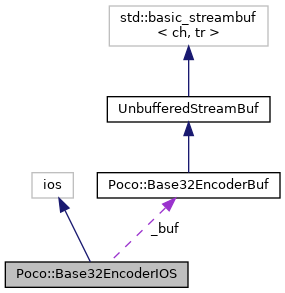 std::basic_streambuf
< ch, tr >
UnbufferedStreamBuf
ios
Poco::Base32EncoderBuf
_buf
Poco::Base32EncoderIOS